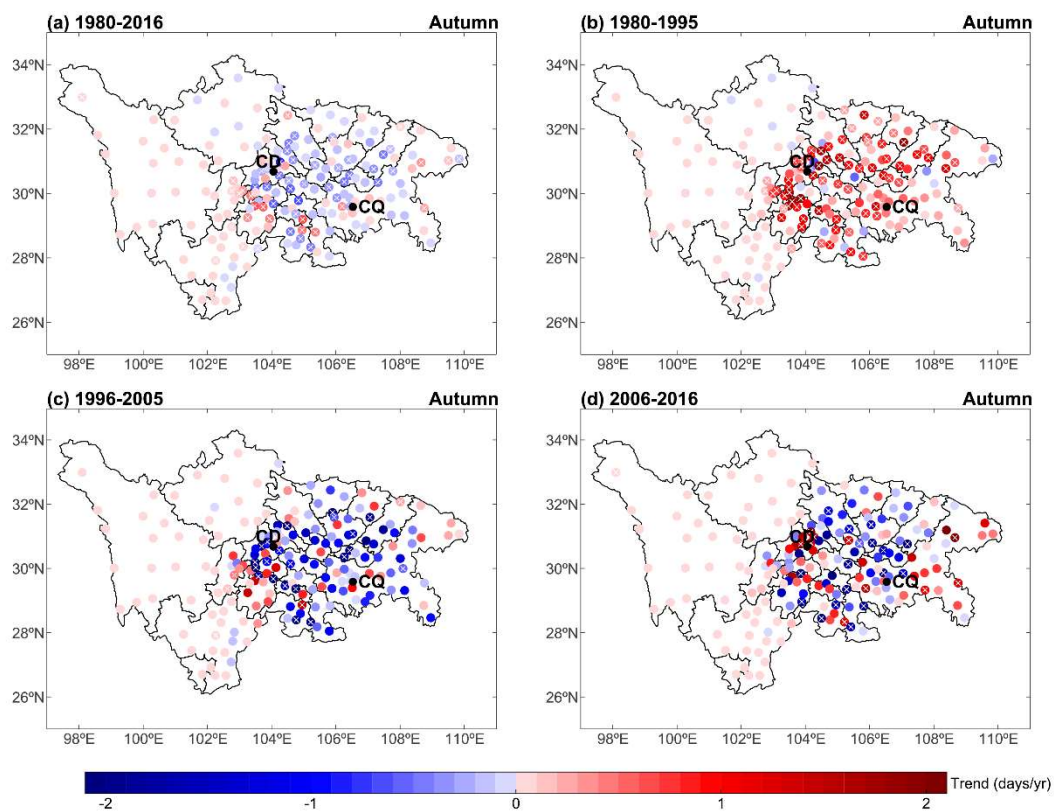 (a) 1980-2016 Autumn (b) 1980-1995 Autumn
34ºN 34ºN
32ºN 32ºN
CD CD
30ºN 30ºN
CQ CQ
28ºN 28ºN
26ºN 26ºN
98ºE 100ºE 102ºE 104ºE 106ºE 108ºE 110ºE 98ºE 100ºE 102ºE 104ºE 106ºE 108ºE 110ºE
(c) 1996-2005 Autumn (d) 2006-2016 Autumn
34ºN 34ºN
32ºN 32ºN
CD CD
30ºN 30ºN
CQ CQ
28ºN 28ºN
26ºN 26ºN
98ºE 100ºE 102ºE 104ºE 106ºE 108ºE 110ºE 98ºE 100ºE 102ºE 104ºE 106ºE 108ºE 110ºE
Trend (days/yr)
-2 -1 0 1 2